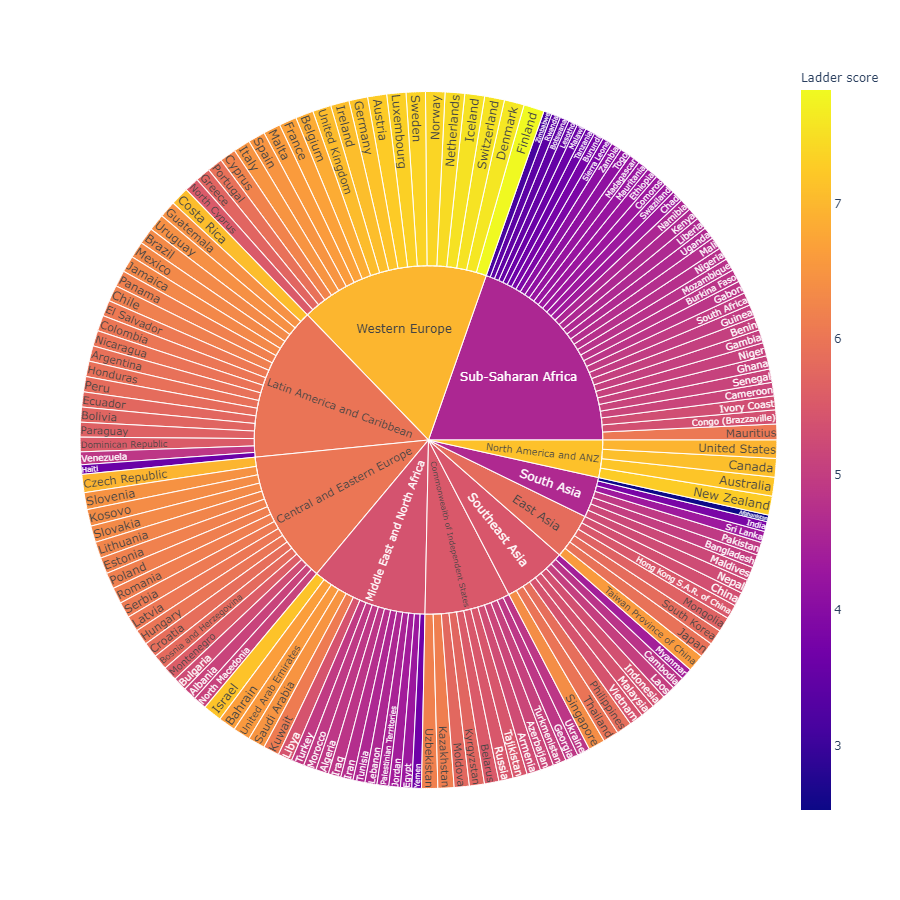 Ladder score
7
6
5
4
3
Western Europe
Sub-Saharan Africa
Latin America and Caribbean
Central and Eastern Europe
Middle East and North Africa
Commonwealth of Independent States
Southeast Asia
East Asia
South Asia
North America and ANZ
Finland
Denmark
Switzerland
Iceland
Netherlands
Norway
Sweden
Luxembourg
Austria
Germany
Ireland
United Kingdom
Belgium
France
Malta
Spain
Italy
Cyprus
Portugal
Greece
North Cyprus
Costa Rica
Guatemala
Uruguay
Brazil
Mexico
Jamaica
Panama
Chile
El Salvador
Colombia
Nicaragua
Argentina
Honduras
Peru
Ecuador
Bolivia
Paraguay
Dominican Republic
Venezuela
Haiti
Czech Republic
Slovenia
Kosovo
Slovakia
Lithuania
Estonia
Poland
Romania
Serbia
Latvia
Hungary
Croatia
Bosnia and Herzegovina
Montenegro
Bulgaria
Albania
North Macedonia
Israel
Bahrain
United Arab Emirates
Saudi Arabia
Kuwait
Libya
Turkey
Morocco
Algeria
Iraq
Iran
Tunisia
Lebanon
Palestinian Territories
Jordan
Egypt
Yemen
Uzbekistan
Kazakhstan
Moldova
Kyrgyzstan
Belarus
Russia
Tajikistan
Armenia
Azerbaijan
Turkmenistan
Georgia
Ukraine
Singapore
Thailand
Philippines
Vietnam
Malaysia
Indonesia
Laos
Cambodia
Myanmar
Taiwan Province of China
Japan
South Korea
Mongolia
Hong Kong S.A.R. of China
China
Nepal
Maldives
Bangladesh
Pakistan
Sri Lanka
India
Afghanistan
New Zealand
Australia
Canada
United States
Mauritius
Congo (Brazzaville)
Ivory Coast
Cameroon
Senegal
Ghana
Niger
Gambia
Benin
Guinea
South Africa
Gabon
Burkina Faso
Mozambique
Nigeria
Mali
Uganda
Liberia
Kenya
Namibia
Chad
Swaziland
Comoros
Ethiopia
Mauritania
Madagascar
Togo
Zambia
Sierra Leone
Burundi
Tanzania
Malawi
Lesotho
Botswana
Rwanda
Zimbabwe